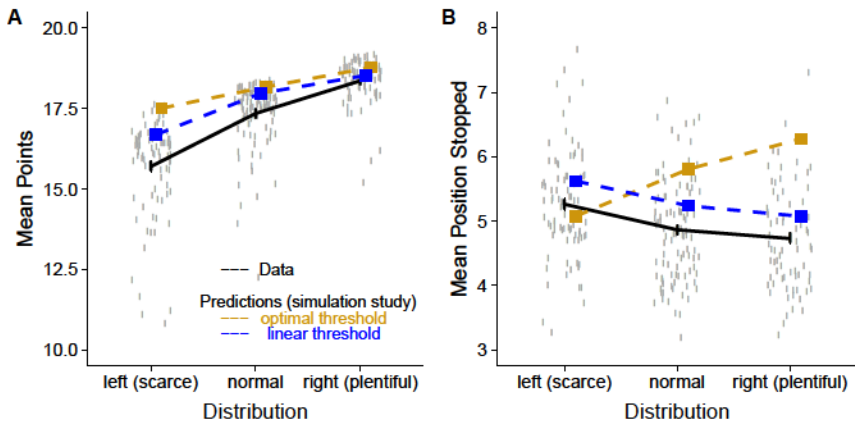 A
Mean Points
20.0
17.5
15.0
12.5
10.0
Data
Predictions (simulation study)
optimal threshold
linear threshold
left (scarce) normal right (plentiful)
Distribution
B
Mean Position Stopped
8
7
6
5
4
3
left (scarce) normal right (plentiful)
Distribution